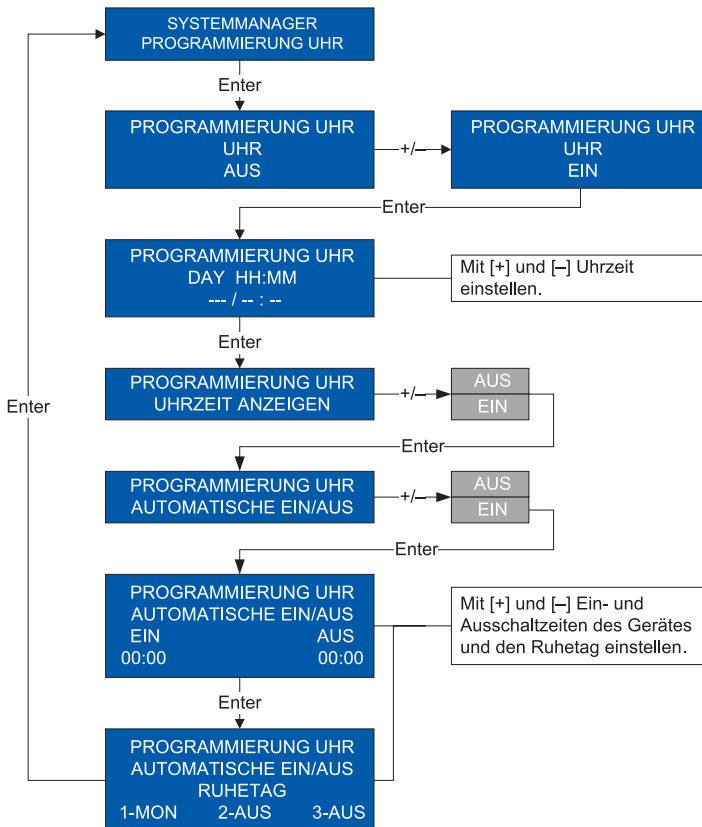 SYSTEMMANAGER
PROGRAMMIERUNG UHR
Enter
PROGRAMMIERUNG UHR
UHR
AUS
+/–
PROGRAMMIERUNG UHR
UHR
EIN
Enter
PROGRAMMIERUNG UHR
DAY HH:MM
--- / -- : --
Mit [+] und [–] Uhrzeit
einstellen.
Enter
PROGRAMMIERUNG UHR
UHRZEIT ANZEIGEN
+/–
AUS
EIN
Enter
Enter
PROGRAMMIERUNG UHR
AUTOMATISCHE EIN/AUS
+/–
AUS
EIN
Enter
PROGRAMMIERUNG UHR
AUTOMATISCHE EIN/AUS
EIN AUS
00:00 00:00
Mit [+] und [–] Ein- und
Ausschaltzeiten des Gerätes
und den Ruhetag einstellen.
Enter
PROGRAMMIERUNG UHR
AUTOMATISCHE EIN/AUS
RUHETAG
1-MON 2-AUS 3-AUS